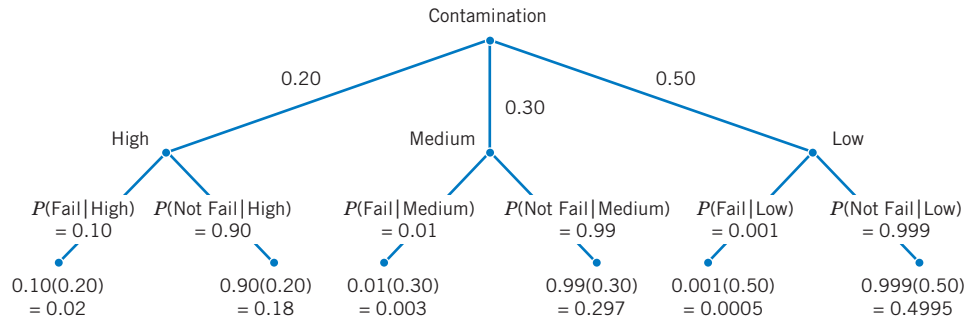 Contamination
0.20
0.50
0.30
High
Medium
Low
P(Fail|High)
= 0.10
P(Not Fail|High)
= 0.90
P(Fail|Medium)
= 0.01
P(Not Fail|Medium)
= 0.99
P(Fail|Low)
= 0.001
P(Not Fail|Low)
= 0.999
0.10(0.20)
= 0.02
0.90(0.20)
= 0.18
0.01(0.30)
= 0.003
0.99(0.30)
= 0.297
0.001(0.50)
= 0.0005
0.999(0.50)
= 0.4995